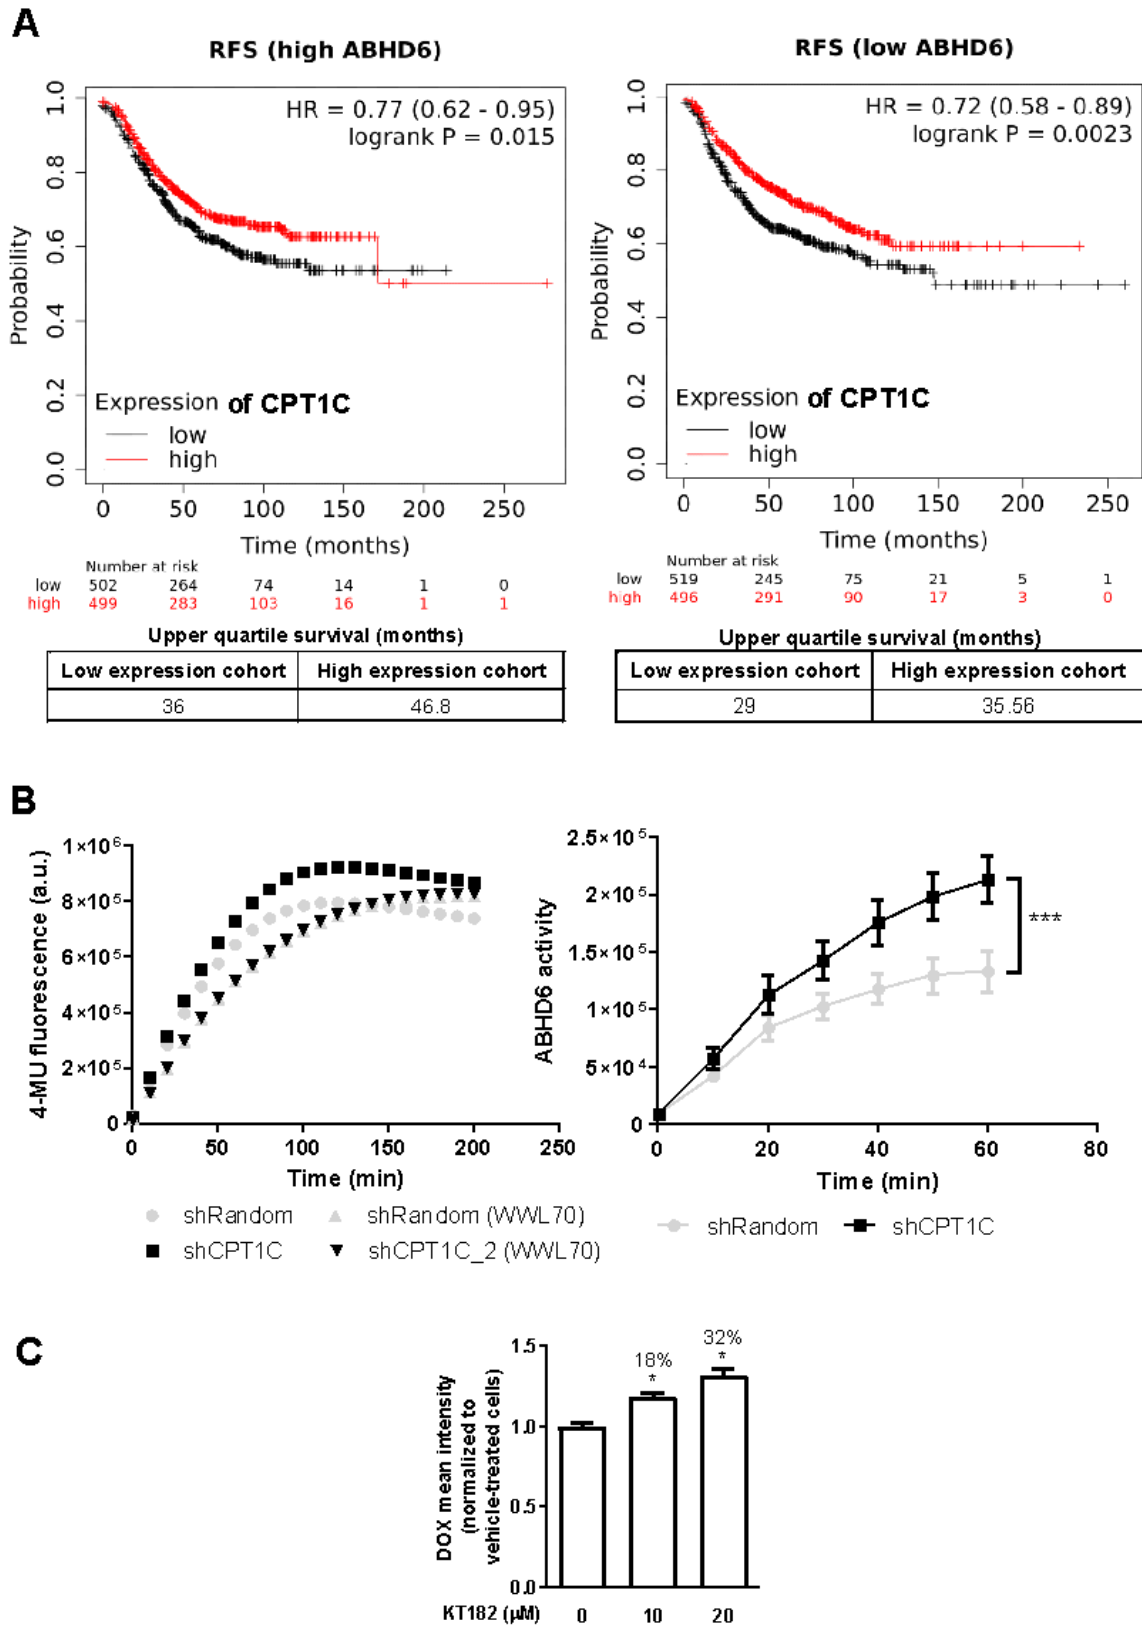 A
RFS (high ABHD6)
HR = 0.77 (0.62 - 0.95)
logrank P = 0.015
Probability
1.0
0.8
0.6
0.4
0.2
0.0
Expression of CPT1C
low
high
0 50 100 150 200 250
Time (months)
Number at risk
low 502 264 74 14 1 0
high 499 283 103 16 1 1
Upper quartile survival (months)
Low expression cohort High expression cohort
36 46.8
RFS (low ABHD6)
HR = 0.72 (0.58 - 0.89)
logrank P = 0.0023
Probability
1.0
0.8
0.6
0.4
0.2
0.0
Expression of CPT1C
low
high
0 50 100 150 200 250
Time (months)
Number at risk
low 519 245 75 21 5 1
high 496 291 90 17 3 0
Upper quartile survival (months)
Low expression cohort High expression cohort
29 35.56
B
4-MU fluorescence (a.u.)
1×10⁶
8×10⁵
6×10⁵
4×10⁵
2×10⁵
0
0 50 100 150 200 250
Time (min)
shRandom shRandom (WWL70)
shCPT1C shCPT1C_2 (WWL70)
ABHD6 activity
2.5×10⁵
2×10⁵
1.5×10⁵
1×10⁵
5×10⁴
0
***
0 20 40 60 80
Time (min)
shRandom shCPT1C
C
DOX mean intensity
(normalized to
vehicle-treated cells)
1.5
1.0
0.5
0.0
18%
*
32%
*
KT182 (µM) 0 10 20